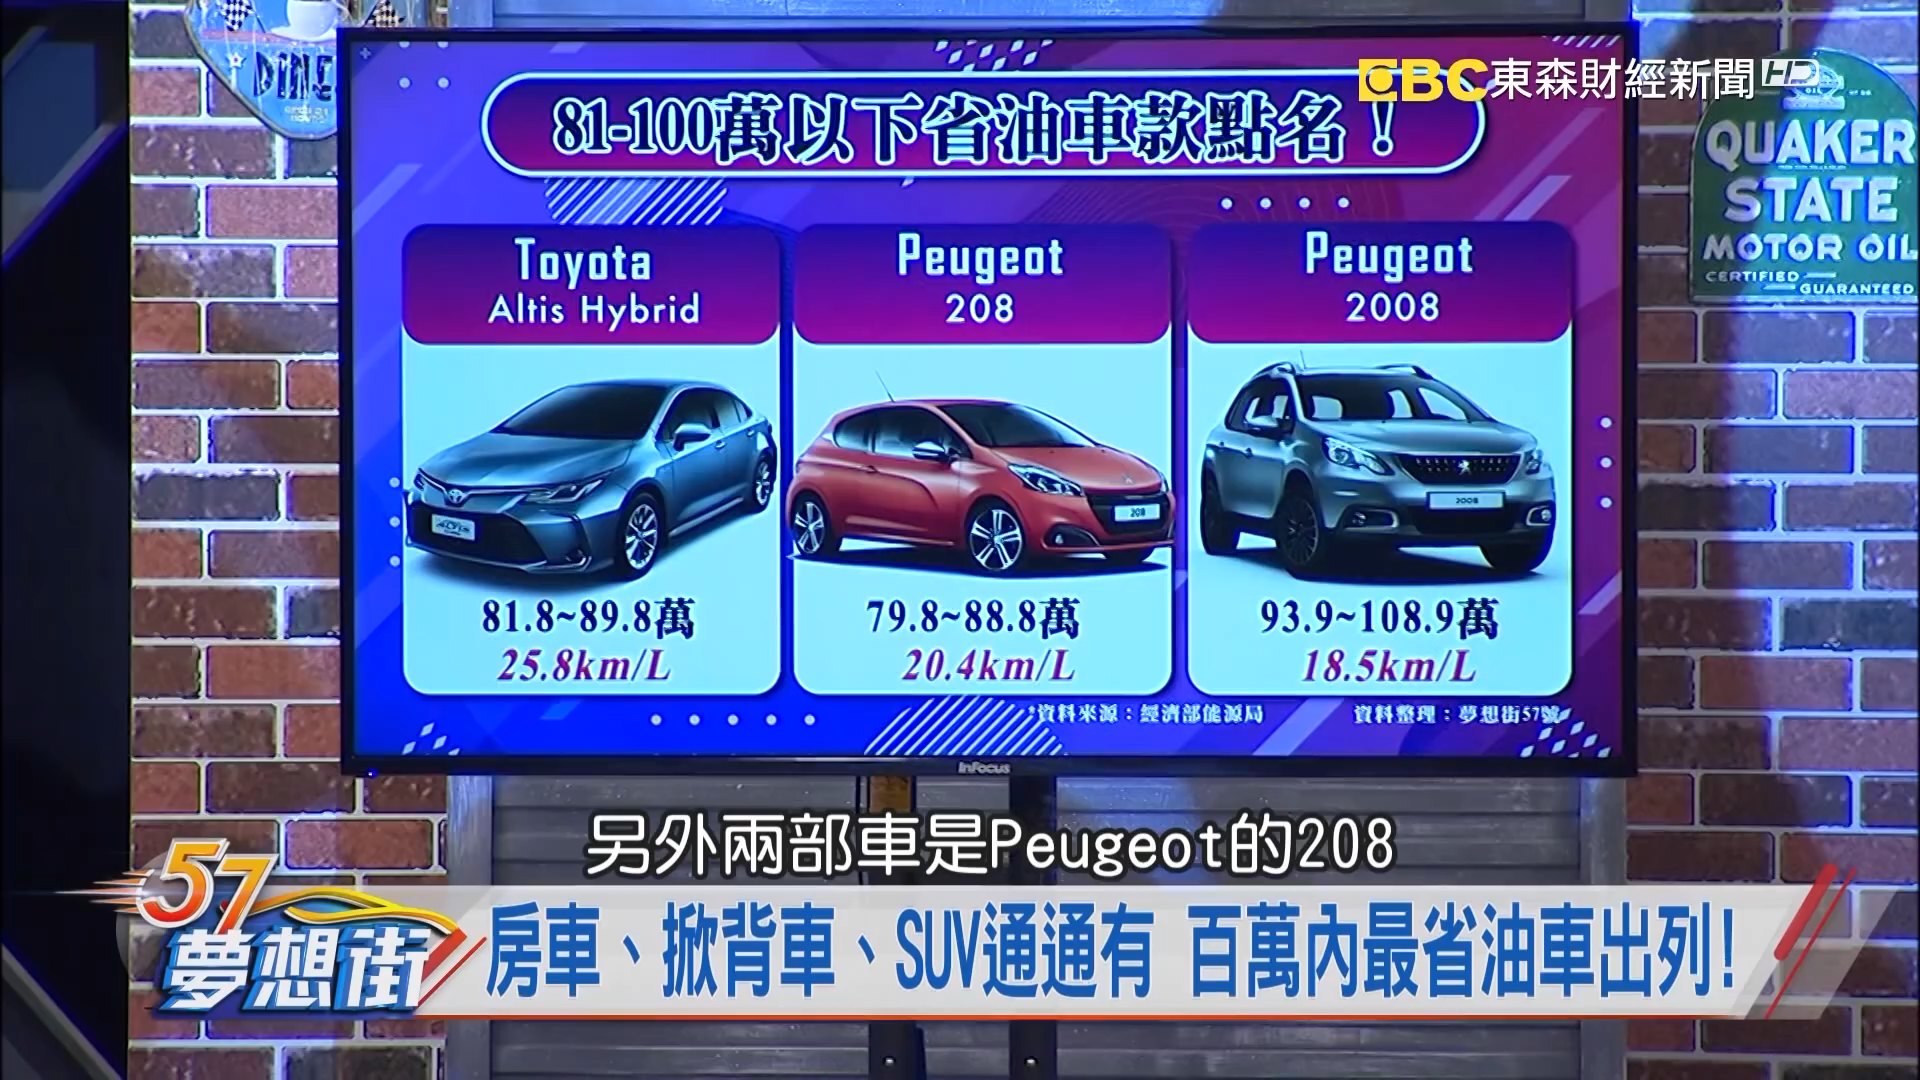 DINE
EBC東森財經新聞HD
81-100萬以下省油車款點名!
QUAKER
STATE
MOTOR OIL
CERTIFIED
GUARANTEED
Toyota
Altis Hybrid
81.8~89.8萬
25.8km/L
Peugeot
208
208
79.8~88.8萬
20.4km/L
Peugeot
2008
2008
93.9~108.9萬
18.5km/L
*資料來源:經濟部能源局
資料整理:夢想街57號
InFocus
另外兩部車是Peugeot的208
57
夢想街
房車、掀背車、SUV通通有 百萬內最省油車出列!